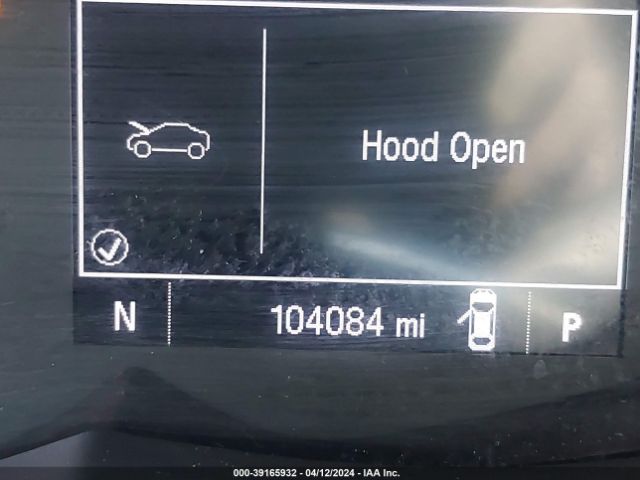 Hood Open
N 104084 mi P
000-39165932 - 04/12/2024 - IAA Inc.